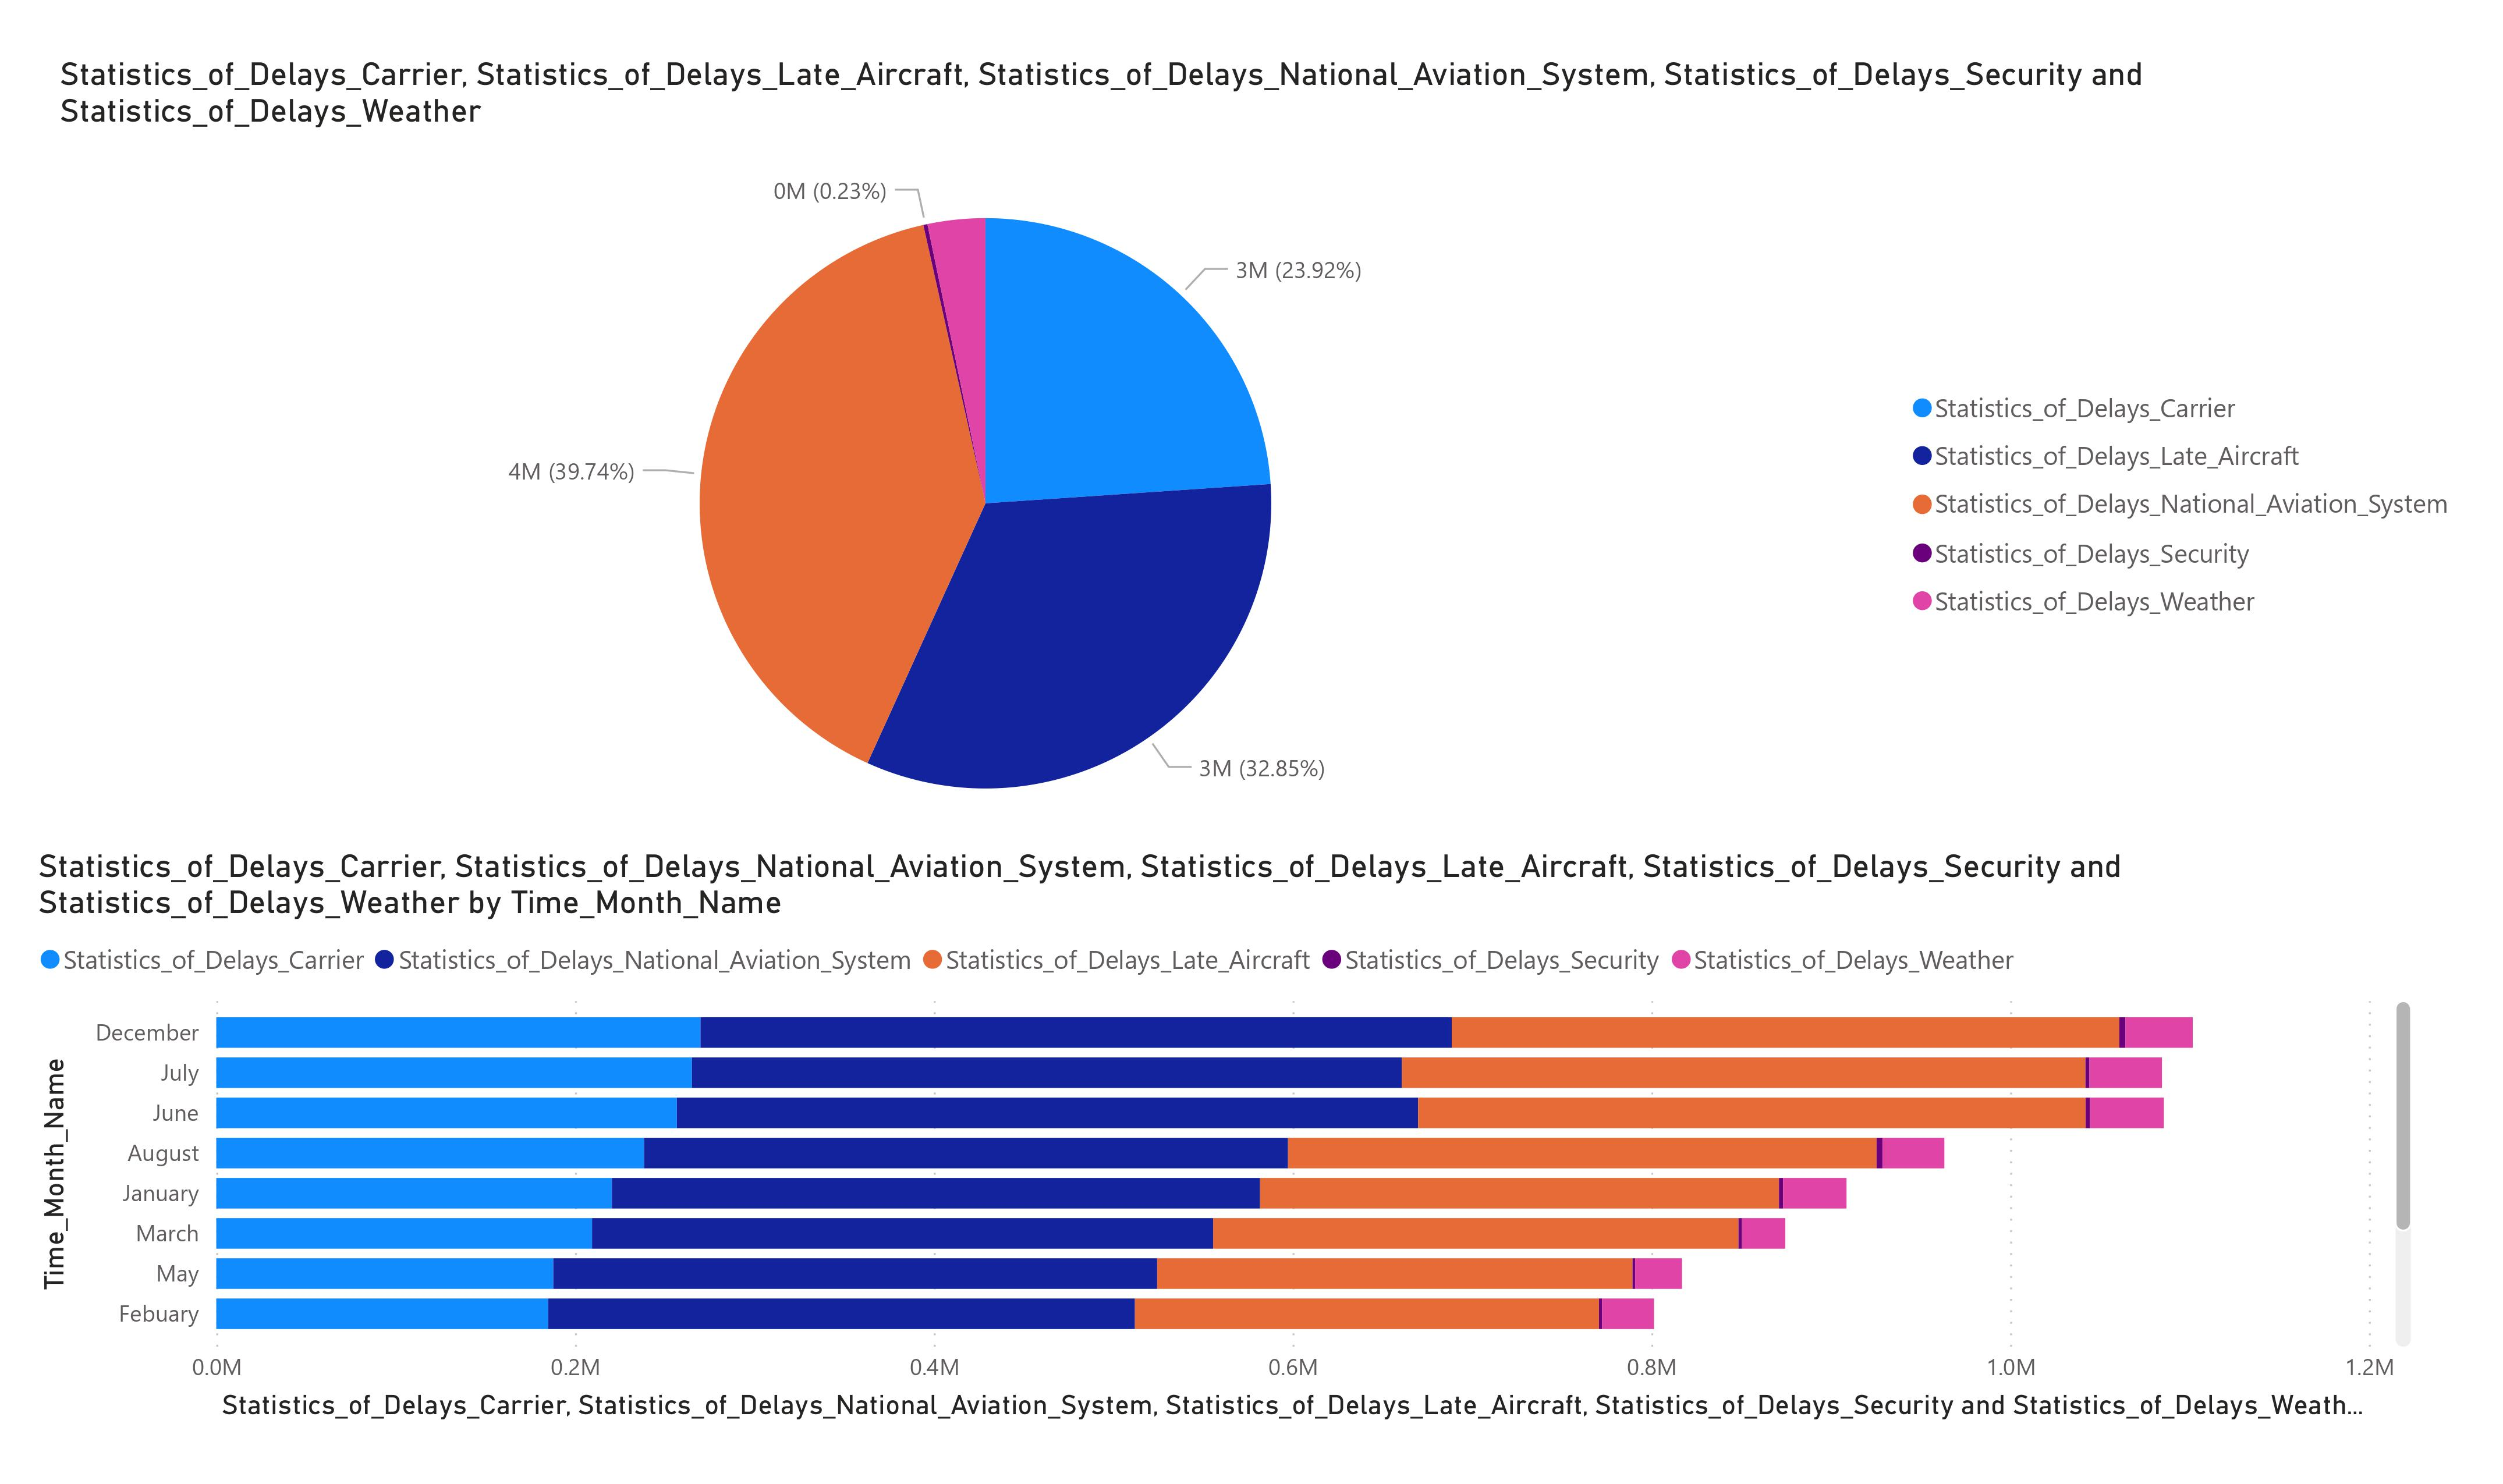 Statistics_of_Delays_Carrier, Statistics_of_Delays_Late_Aircraft, Statistics_of_Delays_National_Aviation_System, Statistics_of_Delays_Security and
Statistics_of_Delays_Weather
0M (0.23%)
3M (23.92%)
4M (39.74%)
3M (32.85%)
Statistics_of_Delays_Carrier
Statistics_of_Delays_Late_Aircraft
Statistics_of_Delays_National_Aviation_System
Statistics_of_Delays_Security
Statistics_of_Delays_Weather
Statistics_of_Delays_Carrier, Statistics_of_Delays_National_Aviation_System, Statistics_of_Delays_Late_Aircraft, Statistics_of_Delays_Security and
Statistics_of_Delays_Weather by Time_Month_Name
Statistics_of_Delays_Carrier Statistics_of_Delays_National_Aviation_System Statistics_of_Delays_Late_Aircraft Statistics_of_Delays_Security Statistics_of_Delays_Weather
Time_Month_Name
December
July
June
August
January
March
May
Febuary
0.0M 0.2M 0.4M 0.6M 0.8M 1.0M 1.2M
Statistics_of_Delays_Carrier, Statistics_of_Delays_National_Aviation_System, Statistics_of_Delays_Late_Aircraft, Statistics_of_Delays_Security and Statistics_of_Delays_Weath...